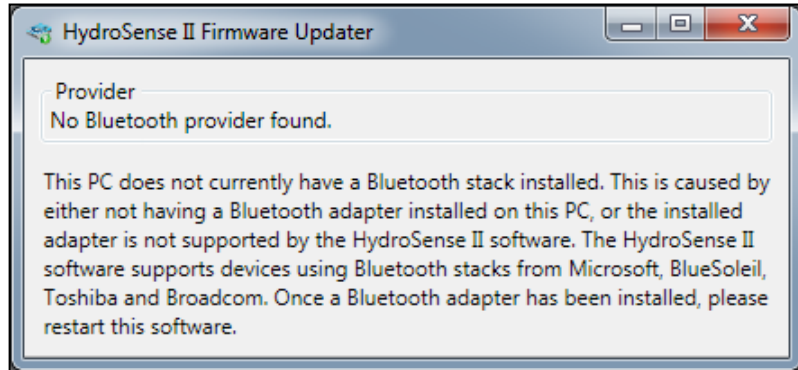 HydroSense II Firmware Updater
Provider
No Bluetooth provider found.
This PC does not currently have a Bluetooth stack installed. This is caused by
either not having a Bluetooth adapter installed on this PC, or the installed
adapter is not supported by the HydroSense II software. The HydroSense II
software supports devices using Bluetooth stacks from Microsoft, BlueSoleil,
Toshiba and Broadcom. Once a Bluetooth adapter has been installed, please
restart this software.